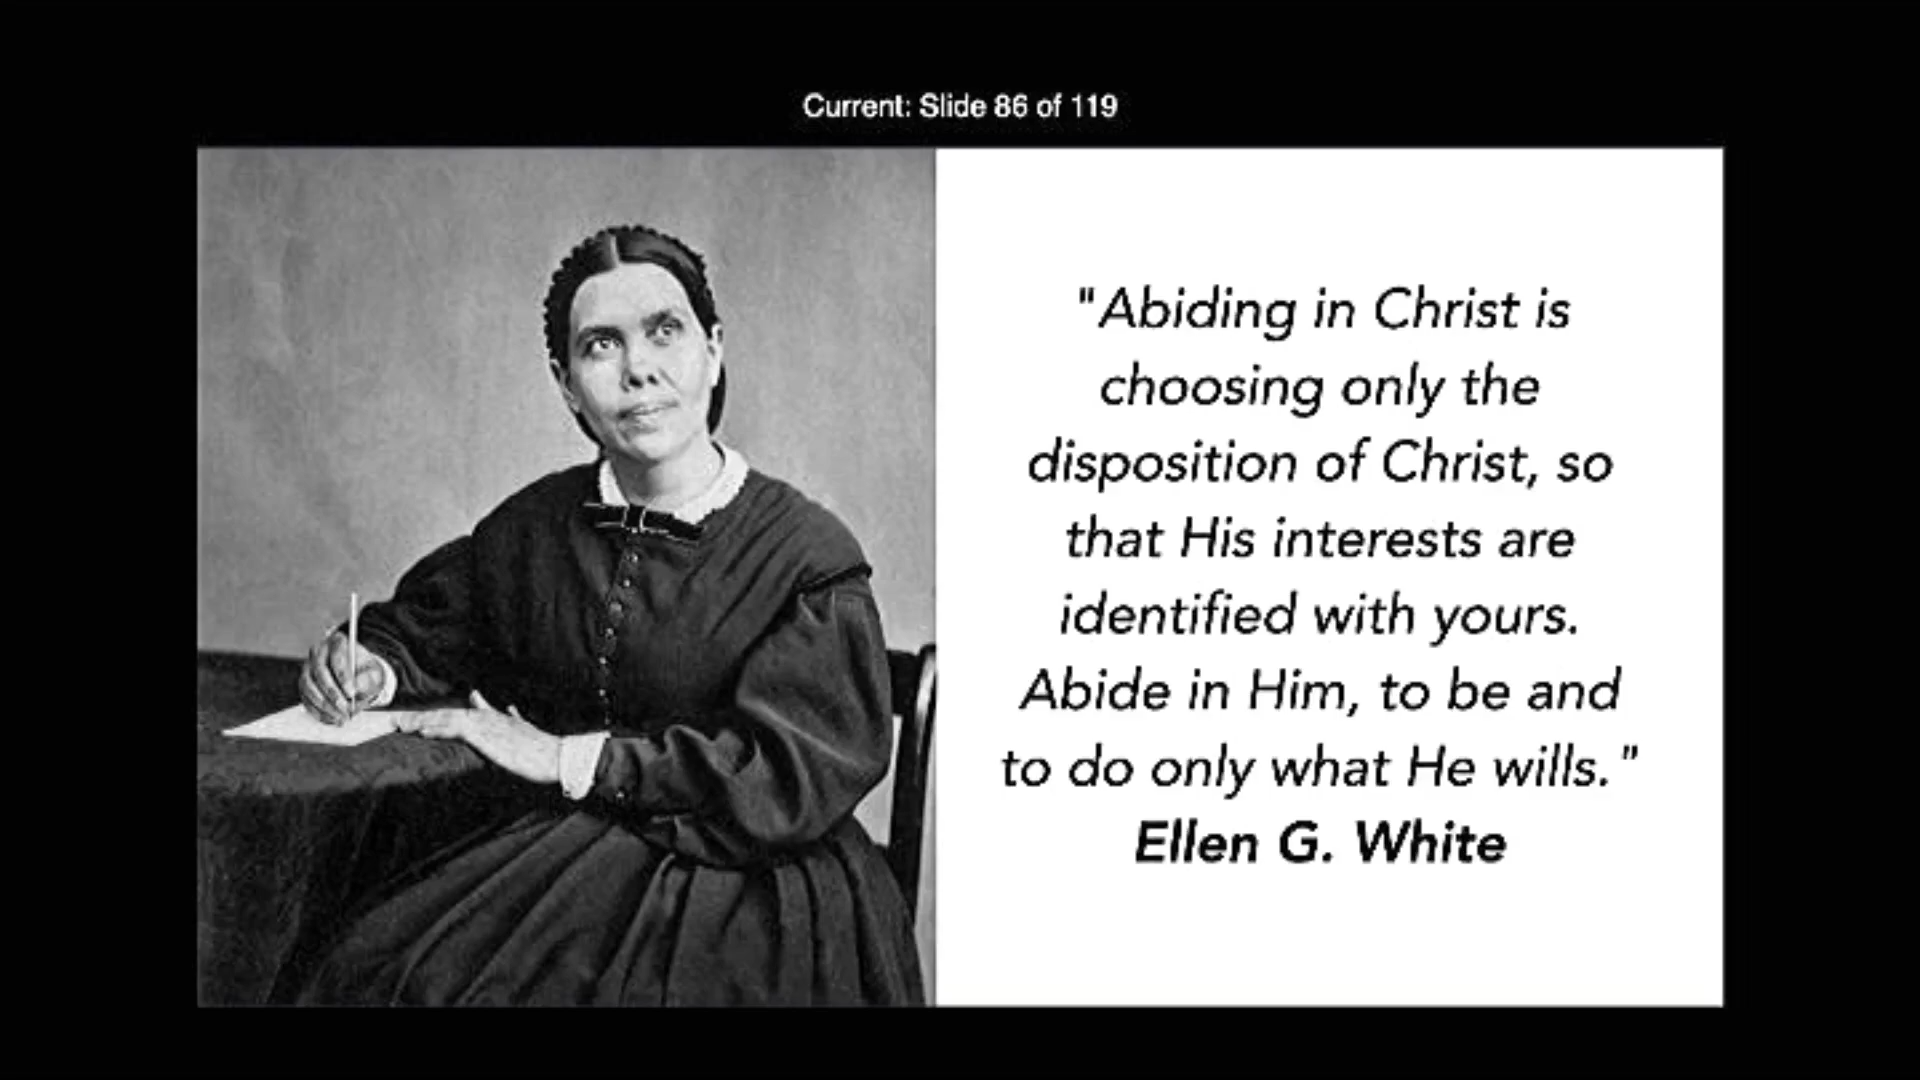 Current: Slide 86 of 119
"Abiding in Christ is
choosing only the
disposition of Christ, so
that His interests are
identified with yours.
Abide in Him, to be and
to do only what He wills."
Ellen G. White